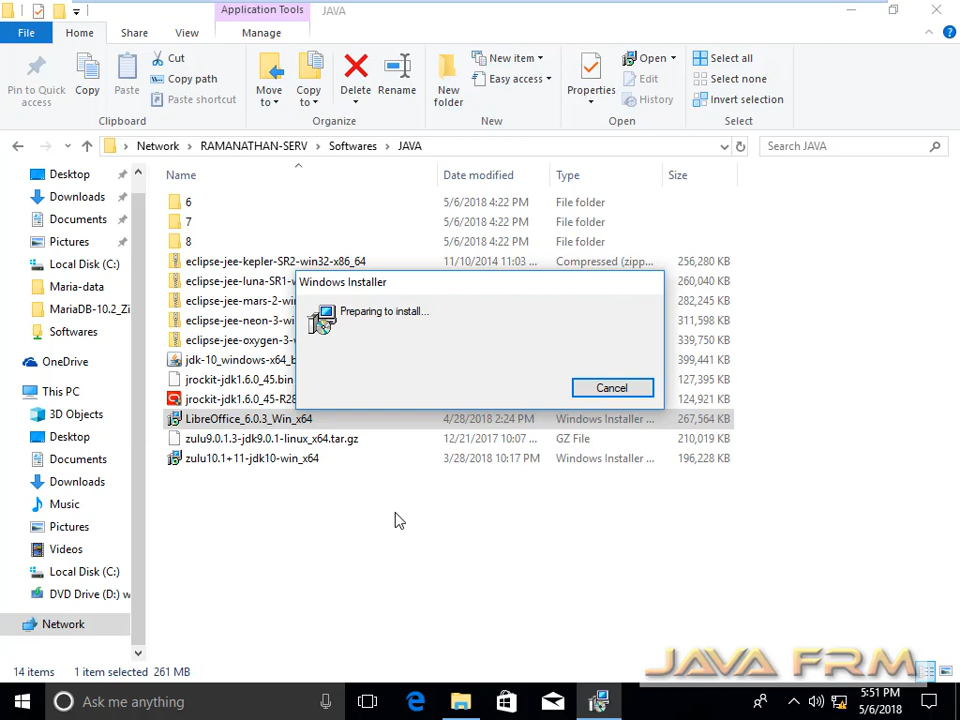 Application Tools JAVA
File Home Share View Manage
Pin to Quick access
Copy
Paste
Cut
Copy path
Paste shortcut
Clipboard
Move to
Copy to
Delete
Rename
Organize
New folder
New item
Easy access
New
Properties
Open
Edit
History
Open
Select all
Select none
Invert selection
Select
Network > RAMANATHAN-SERV > Softwares > JAVA
Search JAVA
Desktop
Downloads
Documents
Pictures
Local Disk (C:)
Maria-data
MariaDB-10.2_Zi
Softwares
OneDrive
This PC
3D Objects
Desktop
Documents
Downloads
Music
Pictures
Videos
Local Disk (C:)
DVD Drive (D:) w
Network
Name Date modified Type Size
6 5/6/2018 4:22 PM File folder
7 5/6/2018 4:22 PM File folder
8 5/6/2018 4:22 PM File folder
eclipse-jee-kepler-SR2-win32-x86_64 11/10/2014 11:03 ... Compressed (zipp... 256,280 KB
eclipse-jee-luna-SR1- 260,040 KB
eclipse-jee-mars-2-win 282,245 KB
eclipse-jee-neon-3-wi 311,598 KB
eclipse-jee-oxygen-3- 339,750 KB
jdk-10_windows-x64_b 399,441 KB
jrockit-jdk1.6.0_45.bin 127,395 KB
jrockit-jdk1.6.0_45-R28 124,921 KB
LibreOffice_6.0.3_Win_x64 4/28/2018 2:24 PM Windows Installer ... 267,564 KB
zulu9.0.1.3-jdk9.0.1-linux_x64.tar.gz 12/21/2017 10:07 ... GZ File 210,019 KB
zulu10.1+11-jdk10-win_x64 3/28/2018 10:17 PM Windows Installer ... 196,228 KB
Windows Installer
Preparing to install...
Cancel
14 items 1 item selected 261 MB
JAVA FRM
Ask me anything
5:51 PM
5/6/2018